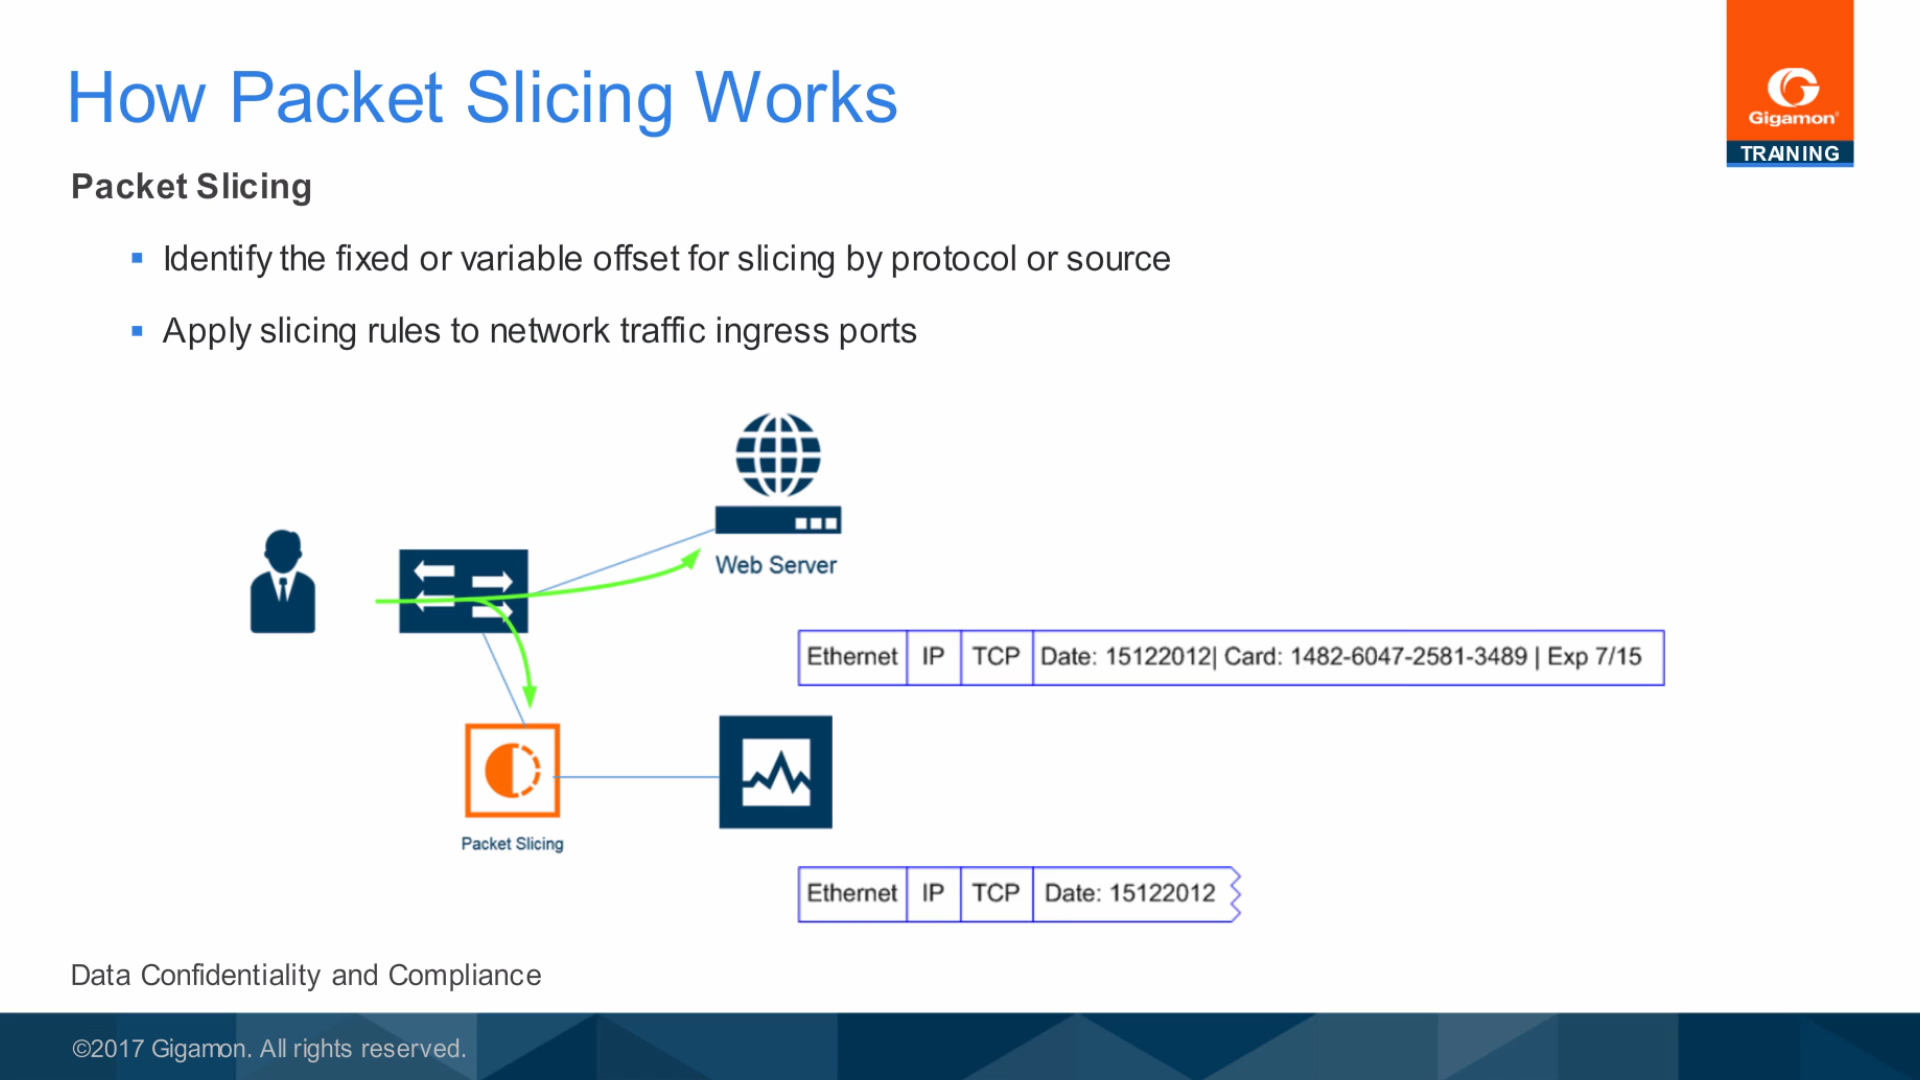 How Packet Slicing Works
Gigamon®
TRAINING
Packet Slicing
Identify the fixed or variable offset for slicing by protocol or source
Apply slicing rules to network traffic ingress ports
Web Server
Ethernet IP TCP Date: 15122012| Card: 1482-6047-2581-3489 | Exp 7/15
Packet Slicing
Ethernet IP TCP Date: 15122012
Data Confidentiality and Compliance
©2017 Gigamon. All rights reserved.